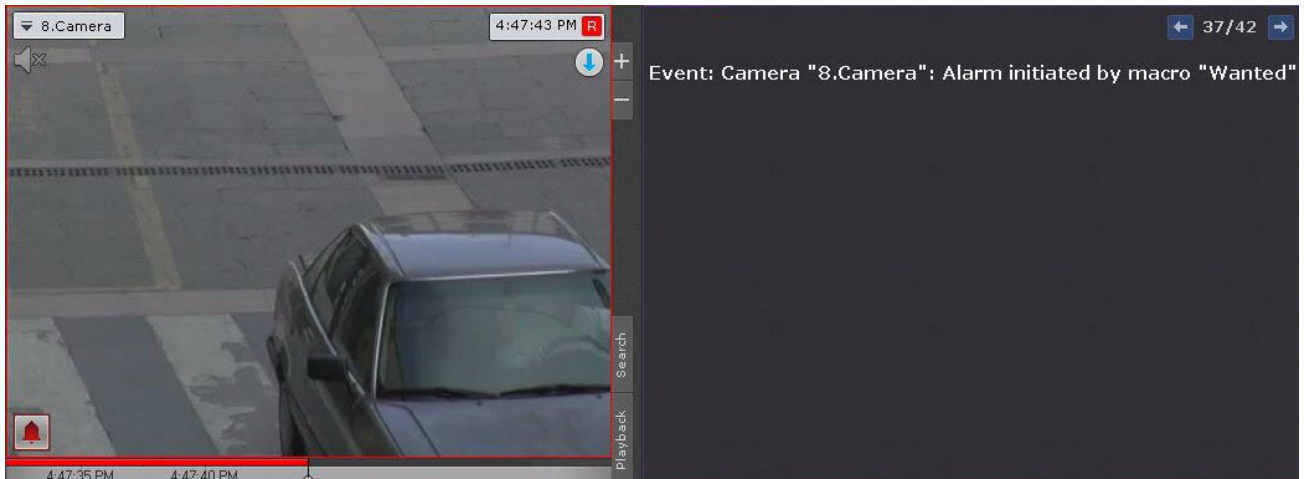 8.Camera
4:47:43 PM R
37/42
Event: Camera "8.Camera": Alarm initiated by macro "Wanted"
Search
Playback
4:47:35 PM 4:47:40 PM